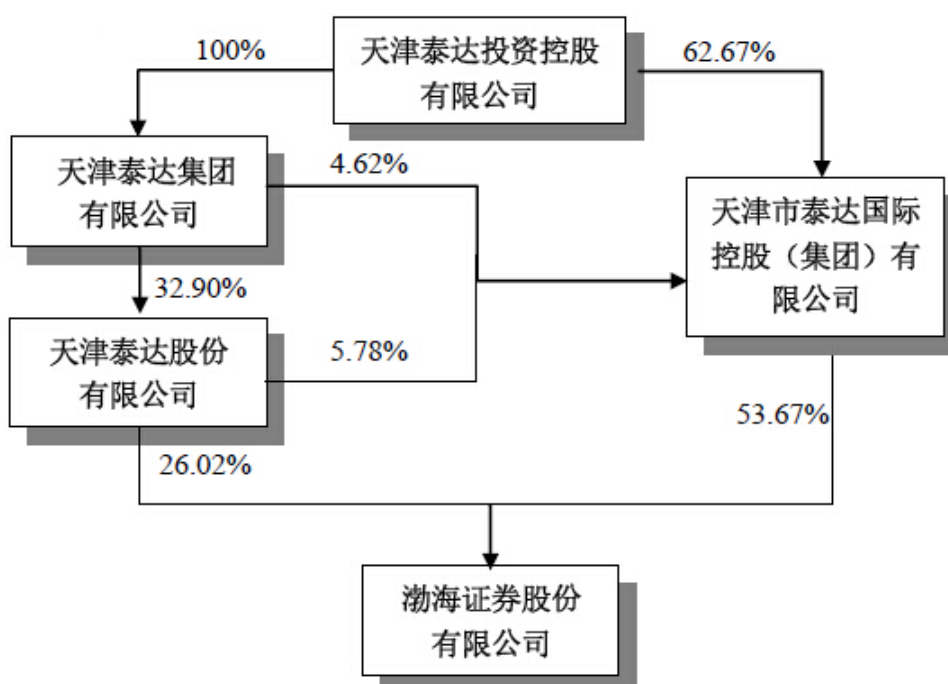 100%
天津泰达投资控股
有限公司
62.67%
天津泰达集团
有限公司
4.62%
天津市泰达国际
控股（集团）有
限公司
32.90%
天津泰达股份
有限公司
5.78%
53.67%
26.02%
渤海证券股份
有限公司